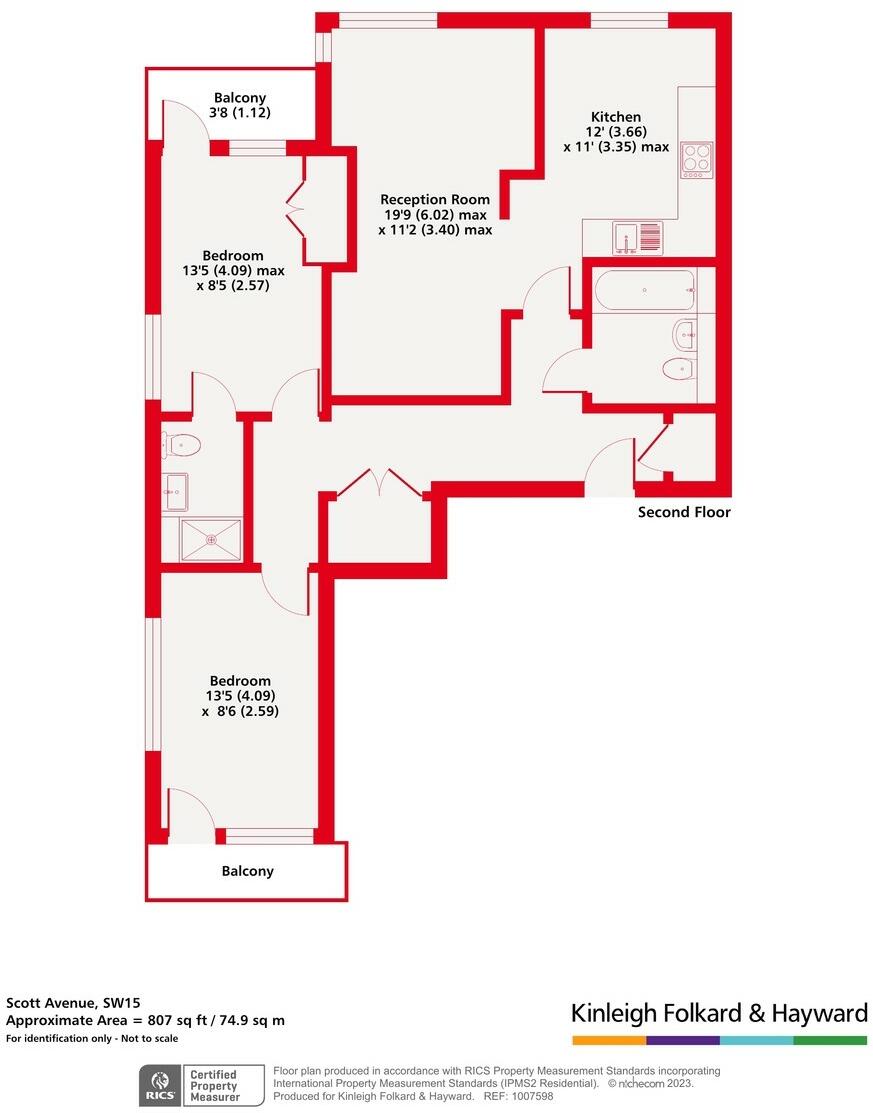 Balcony
3'8 (1.12)
Kitchen
12' (3.66)
x 11' (3.35) max
Reception Room
19'9 (6.02) max
x 11'2 (3.40) max
Bedroom
13'5 (4.09) max
x 8'5 (2.57)
Second Floor
Bedroom
13'5 (4.09)
x 8'6 (2.59)
Balcony
Scott Avenue, SW15
Approximate Area = 807 sq ft / 74.9 sq m
For identification only - Not to scale
Kinleigh Folkard & Hayward
RICS
Certified
Property
Measurer
Floor plan produced in accordance with RICS Property Measurement Standards incorporating
International Property Measurement Standards (IPMS2 Residential). © nichecom 2023.
Produced for Kinleigh Folkard & Hayward. REF: 1007598